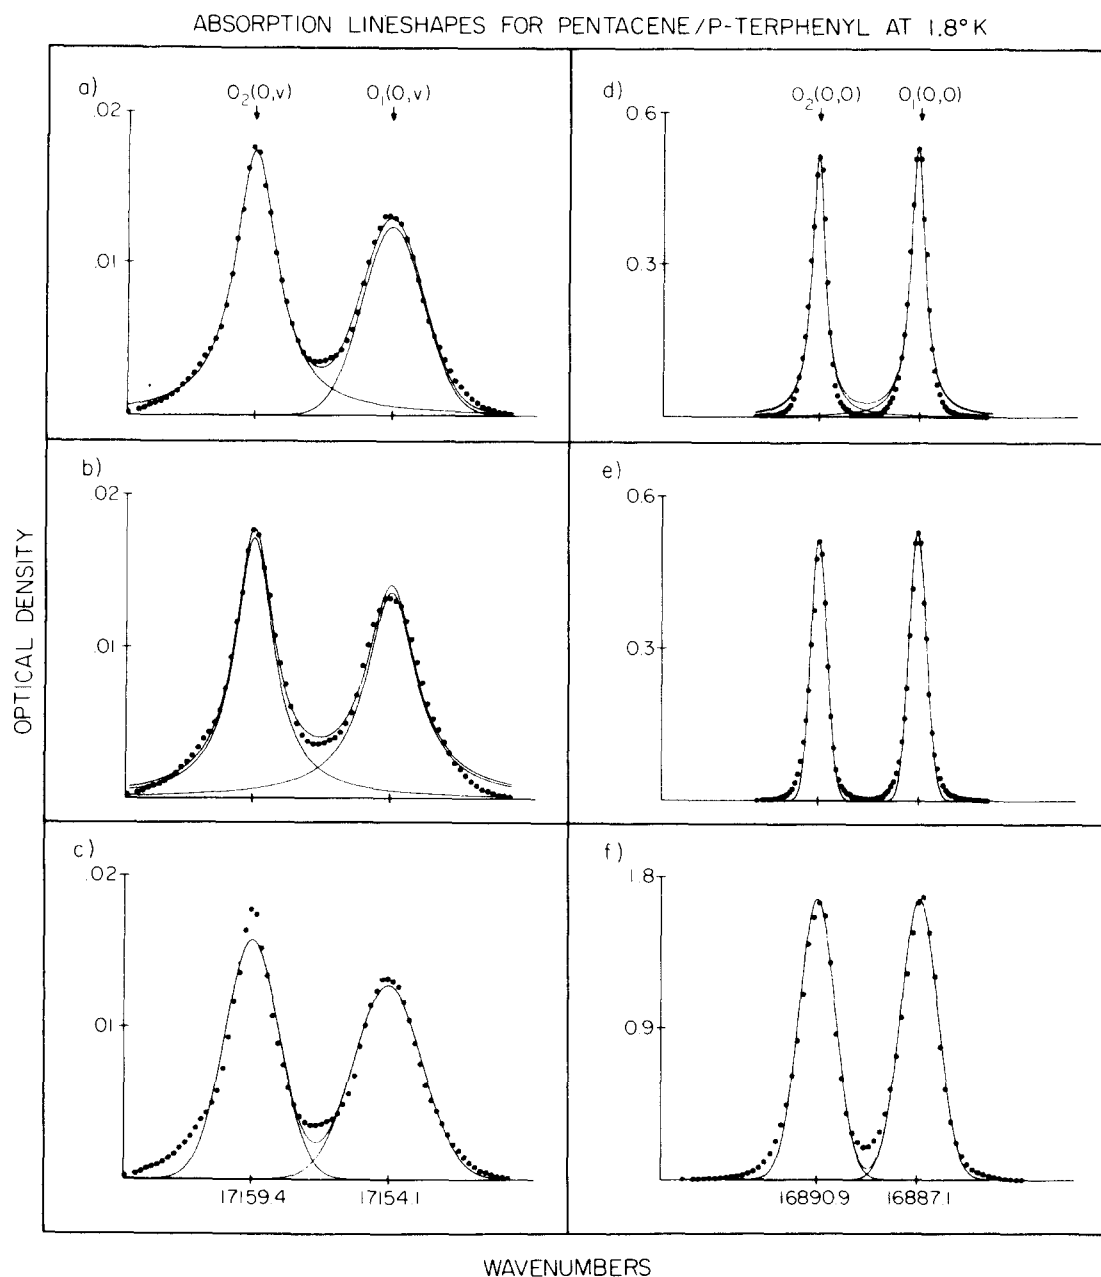 ABSORPTION LINESHAPES FOR PENTACENE/P-TERPHENYL AT 1.8°K
a)
O₂(0,v)
O₁(0,v)
.02
.01
d)
O₂(0,0)
O₁(0,0)
0.6
0.3
b)
.02
.01
e)
0.6
0.3
c)
.02
.01
17159.4
17154.1
f)
1.8
0.9
16890.9
16887.1
OPTICAL DENSITY
WAVENUMBERS